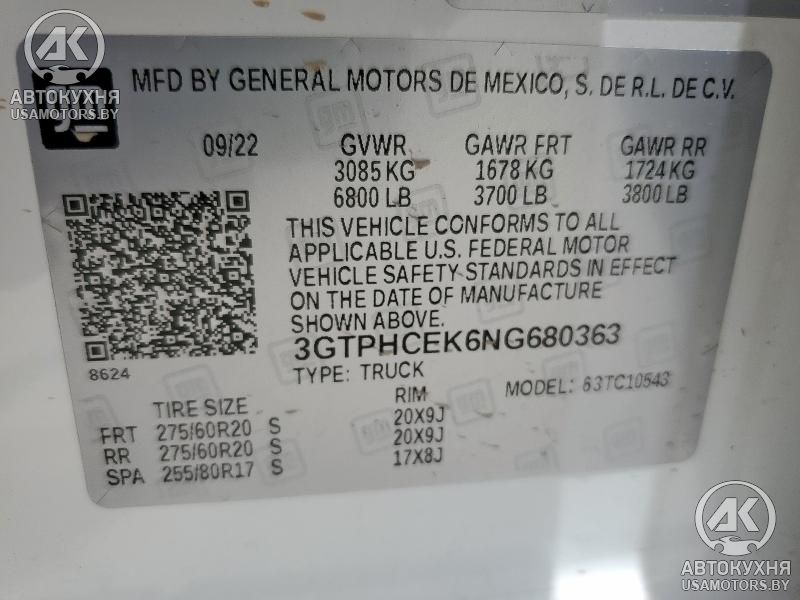 АК
АВТОКУХНЯ
USAMOTORS.BY
gm
MFD BY GENERAL MOTORS DE MEXICO, S. DE R.L. DE C.V.
09/22 GVWR GAWR FRT GAWR RR
3085 KG 1678 KG 1724 KG
6800 LB 3700 LB 3800 LB
THIS VEHICLE CONFORMS TO ALL
APPLICABLE U.S. FEDERAL MOTOR
VEHICLE SAFETY STANDARDS IN EFFECT
ON THE DATE OF MANUFACTURE
SHOWN ABOVE.
3GTPHCEK6NG680363
8624
TYPE: TRUCK
MODEL: 63TC10543
TIRE SIZE RIM
FRT 275/60R20 S 20X9J
RR 275/60R20 S 20X9J
SPA 255/80R17 S 17X8J
АК
АВТОКУХНЯ
USAMOTORS.BY